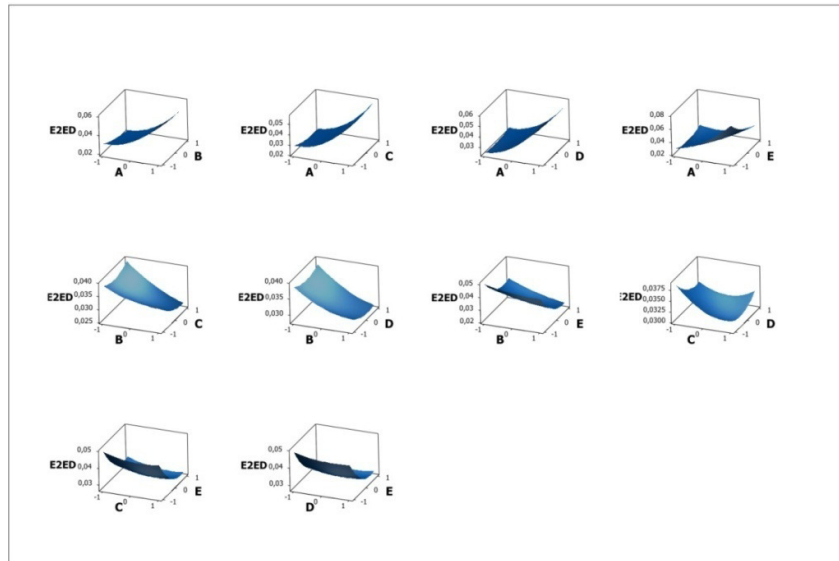 0,06
E2ED 0,04
0,02
-1 0 1
A
-1 0 1
B
0,05
E2ED 0,04
0,03
0,02
-1 0 1
A
-1 0 1
C
0,06
0,05
E2ED 0,04
0,03
-1 0 1
A
-1 0 1
D
0,08
E2ED 0,06
0,04
0,02
-1 0 1
A
-1 0 1
E
0,040
E2ED 0,035
0,030
0,025
-1 0 1
B
-1 0 1
C
0,040
E2ED 0,035
0,030
-1 0 1
B
-1 0 1
D
0,05
E2ED 0,04
0,03
0,02
-1 0 1
B
-1 0 1
E
0,0375
:2ED 0,0350
0,0325
0,0300
-1 0 1
C
-1 0 1
D
0,05
E2ED 0,04
0,03
-1 0 1
C
-1 0 1
E
0,05
E2ED 0,04
0,03
-1 0 1
D
-1 0 1
E